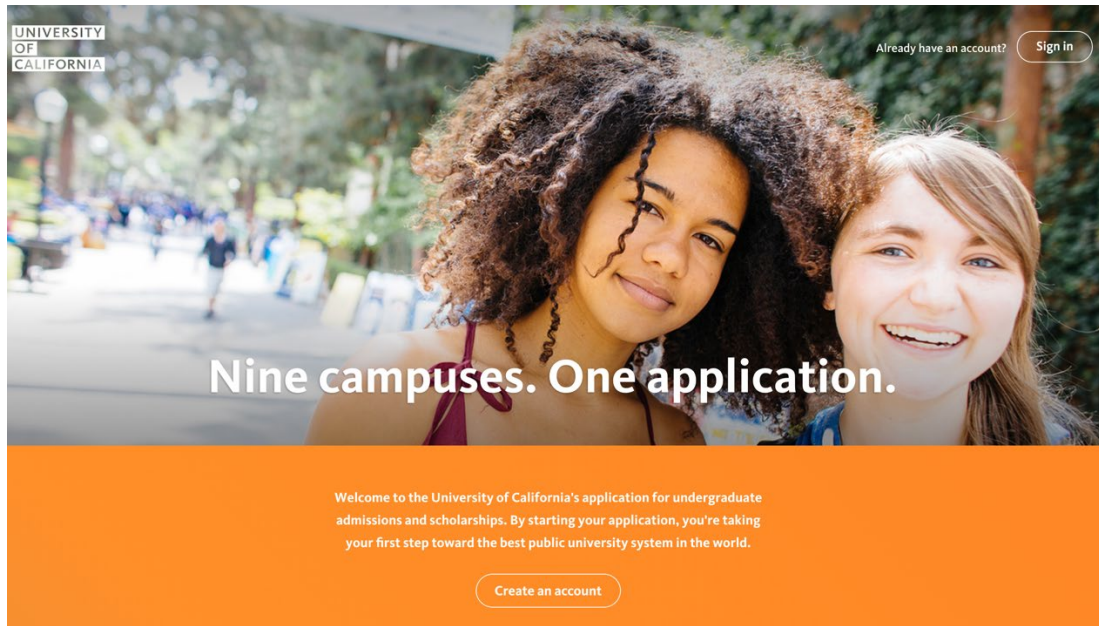 UNIVERSITY
OF
CALIFORNIA
Already have an account? Sign in
Nine campuses. One application.
Welcome to the University of California's application for undergraduate
admissions and scholarships. By starting your application, you're taking
your first step toward the best public university system in the world.
Create an account